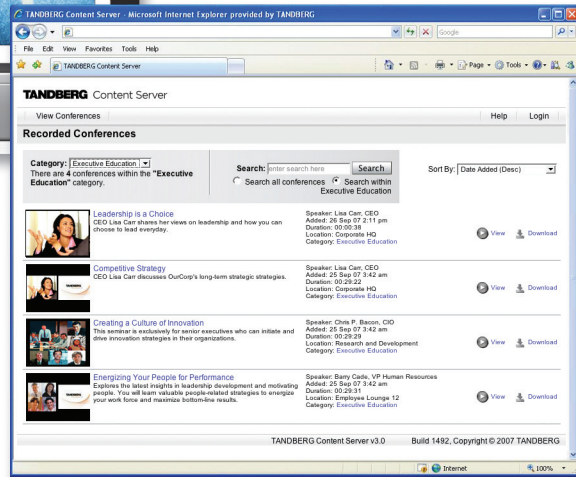 TANDBERG Content Server - Microsoft Internet Explorer provided by TANDBERG
Google
File Edit View Favorites Tools Help
TANDBERG Content Server
Page Tools
TANDBERG Content Server
View Conferences Help Login
Recorded Conferences
Category: Executive Education
There are 4 conferences within the "Executive
Education" category.
Search: enter search here Search
Search all conferences Search within
Executive Education
Sort By: Date Added (Desc)
Leadership is a Choice
CEO Lisa Carr shares her views on leadership and how you can
choose to lead everyday.
Speaker: Lisa Carr, CEO
Added: 26 Sep 07 2:11 pm
Duration: 00:00:38
Location: Corporate HQ
Category: Executive Education
View Download
Competitive Strategy
CEO Lisa Carr discusses OurCorp's long-term strategic strategies.
Speaker: Lisa Carr, CEO
Added: 25 Sep 07 3:42 am
Duration: 00:29:22
Location: Corporate HQ
Category: Executive Education
View Download
Creating a Culture of Innovation
This seminar is exclusively for senior executives who can initiate and
drive innovation strategies in their organizations.
Speaker: Chris P. Bacon, CIO
Added: 25 Sep 07 3:42 am
Duration: 00:29:29
Location: Research and Development
Category: Executive Education
View Download
Energizing Your People for Performance
Explores the latest insights in leadership development and motivating
people. You will learn valuable people-related strategies to energize
your work force and maximize bottom-line results.
Speaker: Barry Cade, VP Human Resources
Added: 25 Sep 07 3:42 am
Duration: 00:29:31
Location: Employee Lounge 12
Category: Executive Education
View Download
TANDBERG Content Server v3.0 Build 1492, Copyright © 2007 TANDBERG
Internet 100%